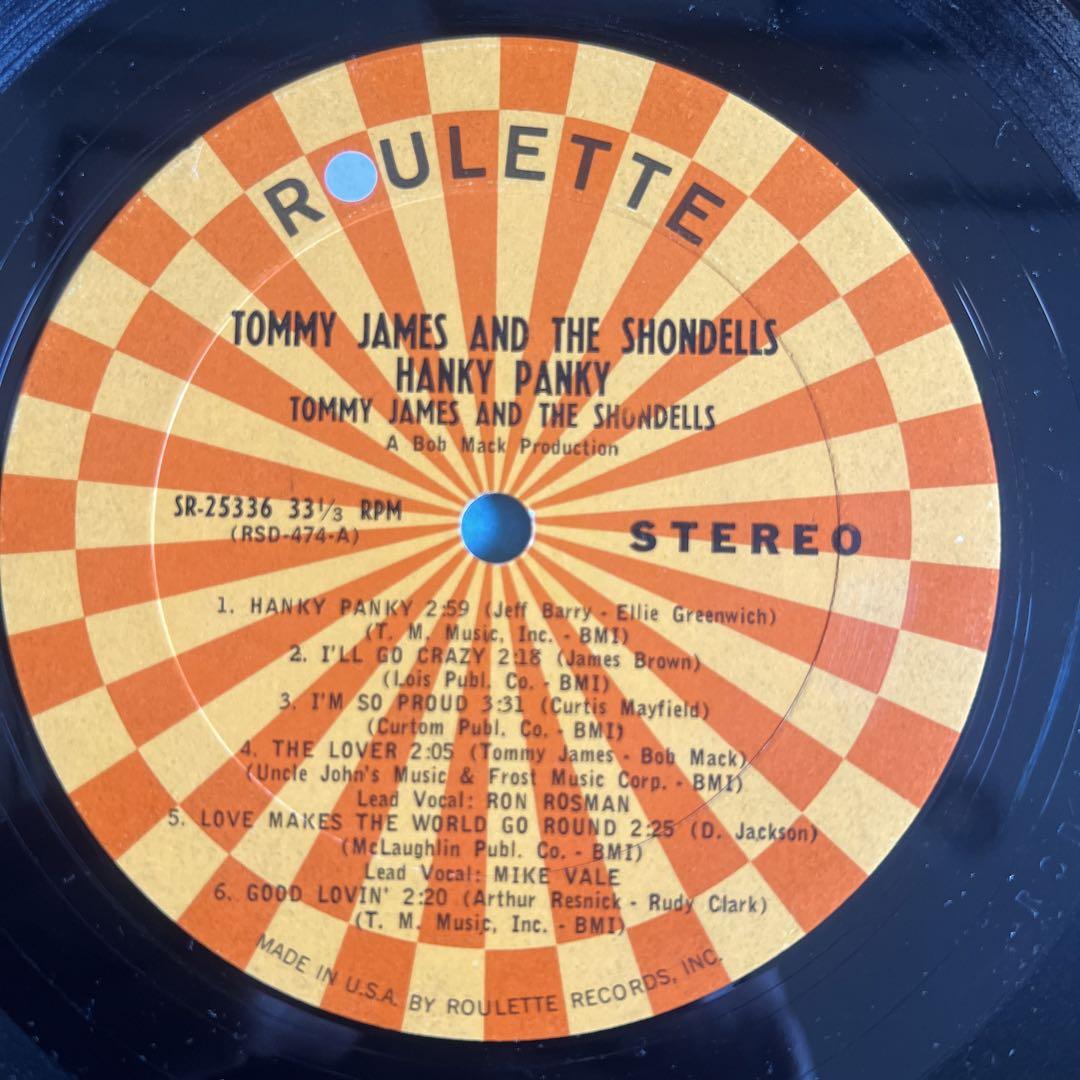 ROULETTE
TOMMY JAMES AND THE SHONDELLS
HANKY PANKY
TOMMY JAMES AND THE SHONDELLS
A Bob Mack Production
SR-25336 33⅓ RPM
(RSD-474-A)
STEREO
1. HANKY PANKY 2:59 (Jeff Barry - Ellie Greenwich)
(T. M. Music, Inc. - BMI)
2. I'LL GO CRAZY 2:18 (James Brown)
(Lois Publ. Co. - BMI)
3. I'M SO PROUD 3:31 (Curtis Mayfield)
(Curtom Publ. Co. - BMI)
4. THE LOVER 2:05 (Tommy James - Bob Mack)
(Uncle John's Music & Frost Music Corp. - BMI)
Lead Vocal: RON ROSMAN
5. LOVE MAKES THE WORLD GO ROUND 2:25 (D. Jackson)
(McLaughlin Publ. Co. - BMI)
Lead Vocal: MIKE VALE
6. GOOD LOVIN' 2:20 (Arthur Resnick - Rudy Clark)
(T. M. Music, Inc. - BMI)
MADE IN U.S.A. BY ROULETTE RECORDS, INC.